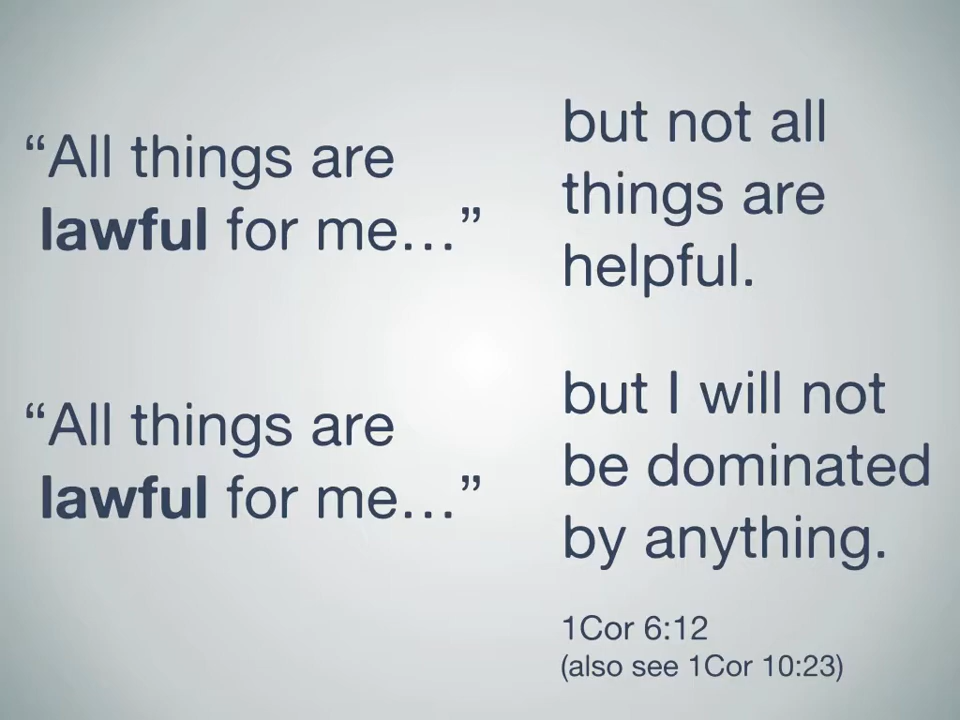 “All things are
lawful for me…”
but not all
things are
helpful.
“All things are
lawful for me…”
but I will not
be dominated
by anything.
1Cor 6:12
(also see 1Cor 10:23)